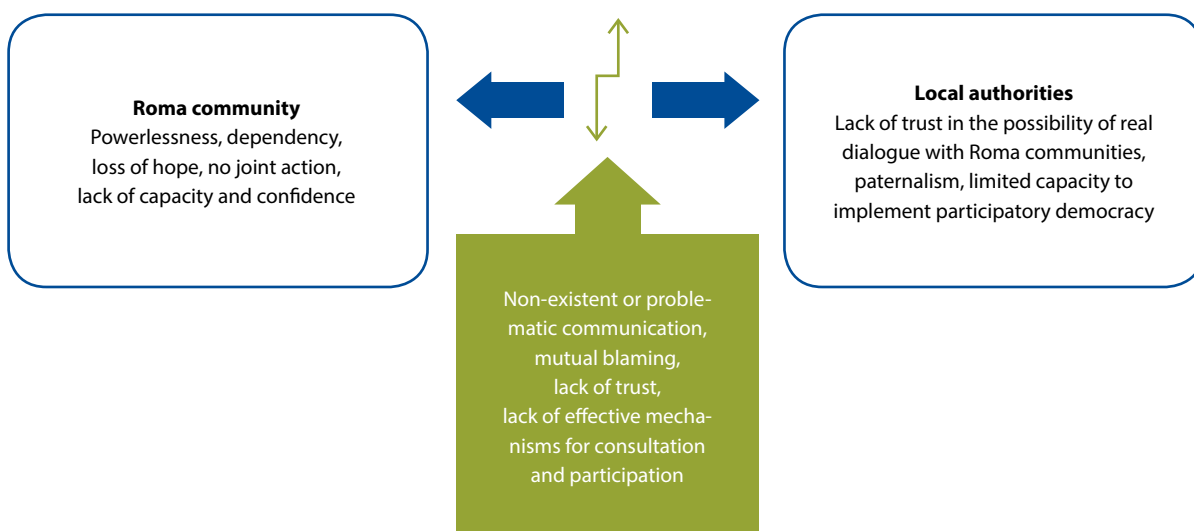 Roma community
Powerlessness, dependency,
loss of hope, no joint action,
lack of capacity and confidence
Local authorities
Lack of trust in the possibility of real
dialogue with Roma communities,
paternalism, limited capacity to
implement participatory democracy
Non-existent or proble-
matic communication,
mutual blaming,
lack of trust,
lack of effective mecha-
nisms for consultation
and participation